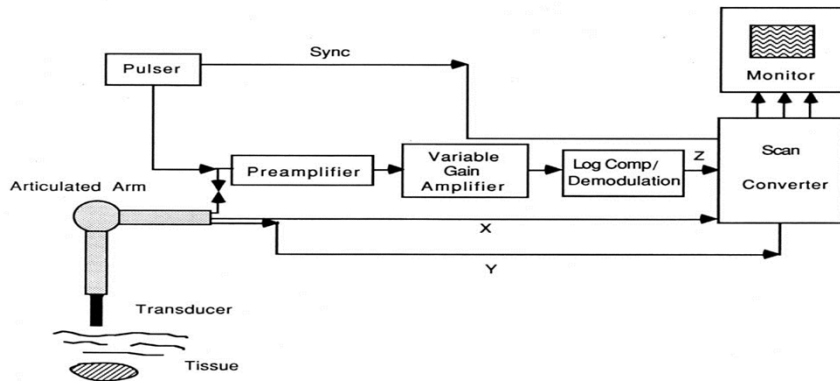 Sync
Pulser
Monitor
Preamplifier
Variable
Gain
Amplifier
Log Comp/
Demodulation
Z
Scan
Converter
Articulated Arm
X
Y
Transducer
Tissue